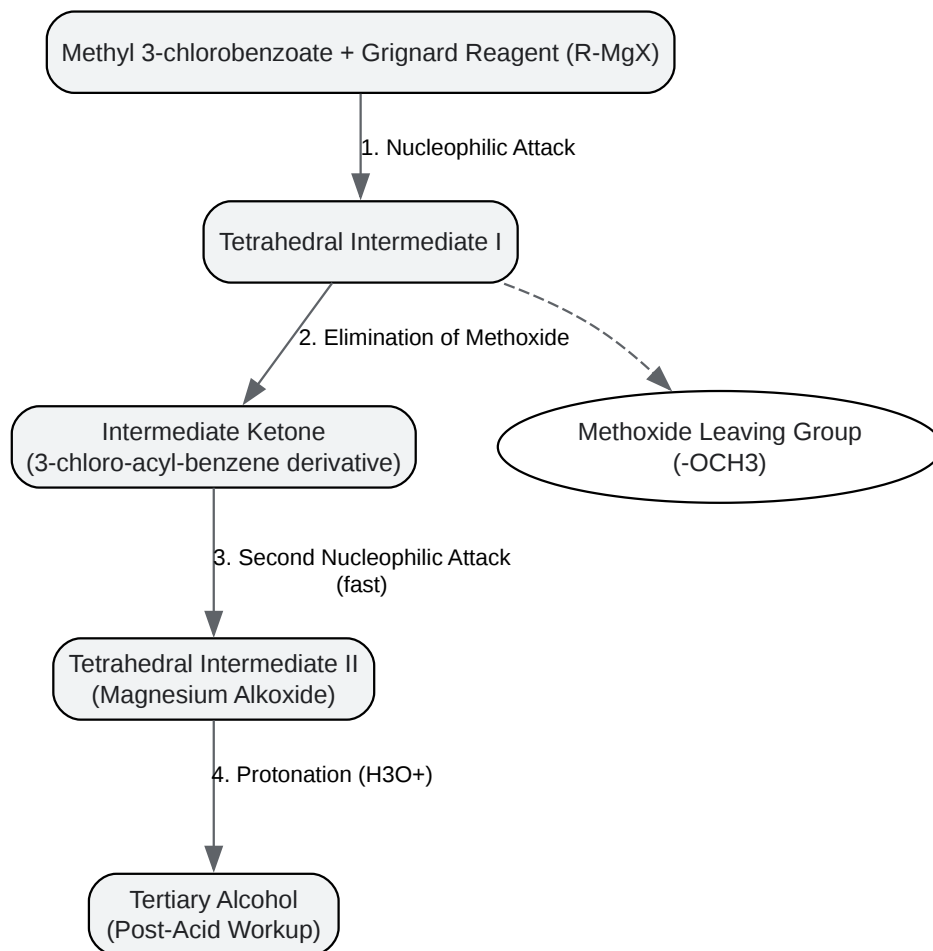 Methyl 3-chlorobenzoate + Grignard Reagent (R-MgX)
1. Nucleophilic Attack
Tetrahedral Intermediate I
2. Elimination of Methoxide
Intermediate Ketone
(3-chloro-acyl-benzene derivative)
Methoxide Leaving Group
(-OCH3)
3. Second Nucleophilic Attack
(fast)
Tetrahedral Intermediate II
(Magnesium Alkoxide)
4. Protonation (H3O+)
Tertiary Alcohol
(Post-Acid Workup)